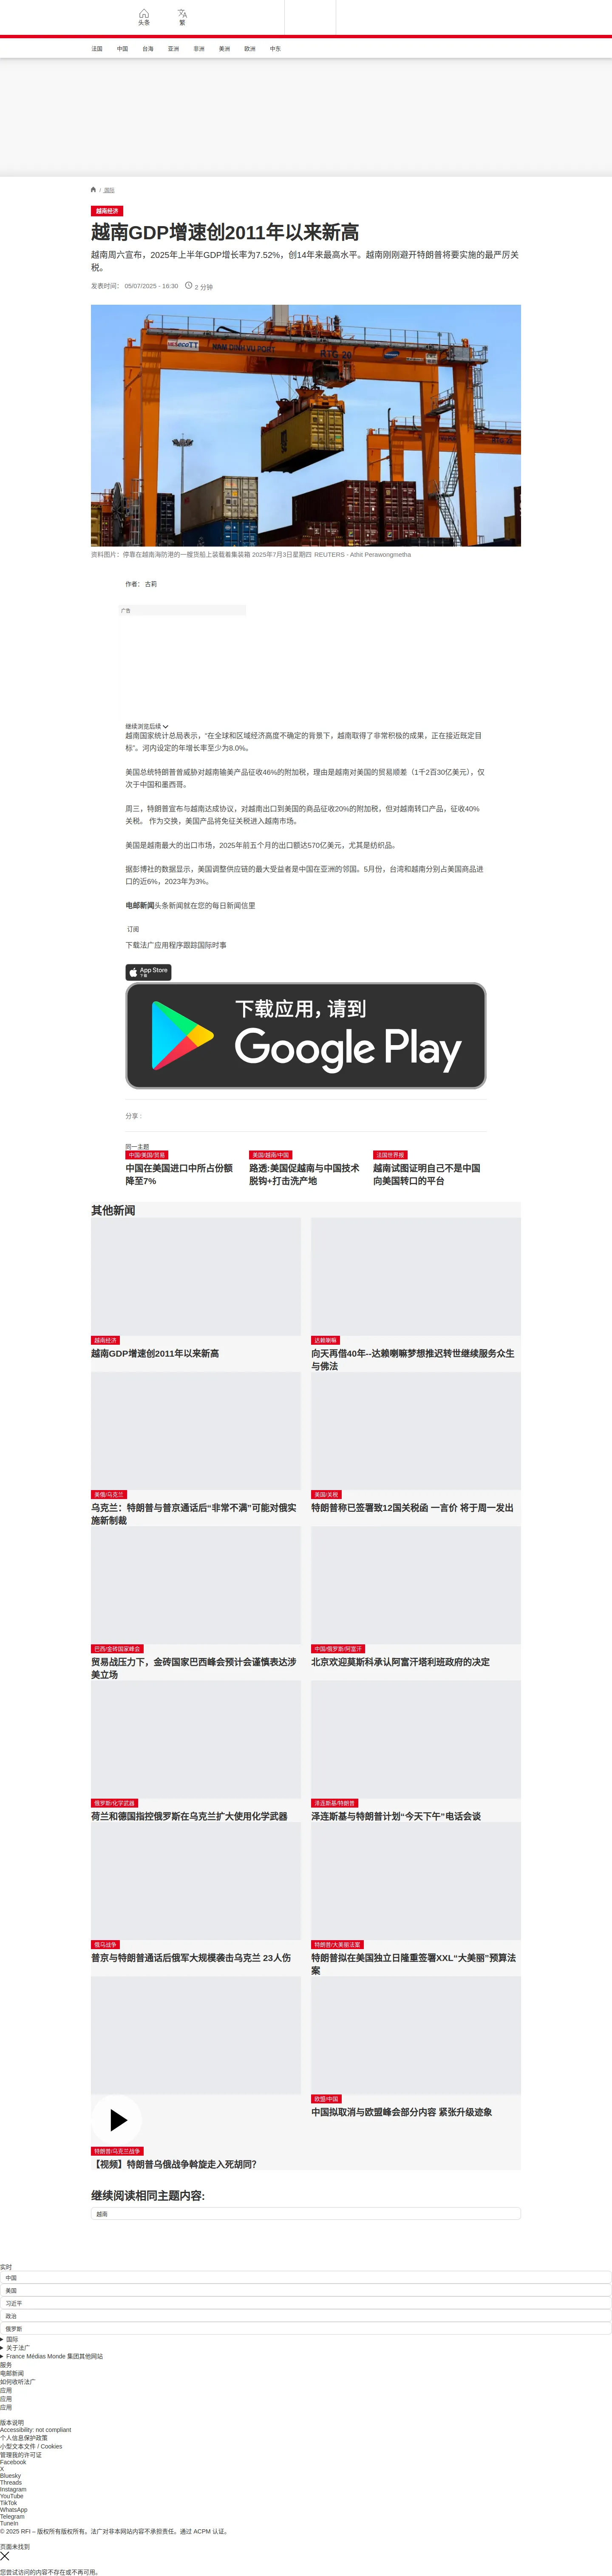 头条
繁
法国
中国
台海
亚洲
非洲
美洲
欧洲
中东
/ 国际
越南经济
越南GDP增速创2011年以来新高
越南周六宣布，2025年上半年GDP增长率为7.52%，创14年来最高水平。越南刚刚避开特朗普将要实施的最严厉关
税。
发表时间： 05/07/2025 - 16:30
2 分钟
NAM DINH VU PORT
RTG 20
资料图片：停靠在越南海防港的一艘货船上装载着集装箱 2025年7月3日星期四 REUTERS - Athit Perawongmetha
作者： 古莉
广告
继续浏览后续
越南国家统计总局表示，“在全球和区域经济高度不确定的背景下，越南取得了非常积极的成果，正在接近既定目
标”。河内设定的年增长率至少为8.0%。
美国总统特朗普曾威胁对越南输美产品征收46%的附加税，理由是越南对美国的贸易顺差（1千2百30亿美元），仅
次于中国和墨西哥。
周三，特朗普宣布与越南达成协议，对越南出口到美国的商品征收20%的附加税，但对越南转口产品，征收40%
关税。 作为交换，美国产品将免征关税进入越南市场。
美国是越南最大的出口市场，2025年前五个月的出口额达570亿美元，尤其是纺织品。
据彭博社的数据显示，美国调整供应链的最大受益者是中国在亚洲的邻国。5月份，台湾和越南分别占美国商品进
口的近6%，2023年为3%。
电邮新闻头条新闻就在您的每日新闻信里
订阅
下载法广应用程序跟踪国际时事
App Store
下载
下载应用，请到
Google Play
分享 :
同一主题
中国/美国/贸易
中国在美国进口中所占份额
降至7%
美国/越南/中国
路透:美国促越南与中国技术
脱钩+打击洗产地
法国世界报
越南试图证明自己不是中国
向美国转口的平台
其他新闻
越南经济
越南GDP增速创2011年以来新高
达赖喇嘛
向天再借40年--达赖喇嘛梦想推迟转世继续服务众生
与佛法
美俄/乌克兰
乌克兰：特朗普与普京通话后“非常不满”可能对俄实
施新制裁
美国/关税
特朗普称已签署致12国关税函 一言价 将于周一发出
巴西/金砖国家峰会
贸易战压力下，金砖国家巴西峰会预计会谨慎表达涉
美立场
中国/俄罗斯/阿富汗
北京欢迎莫斯科承认阿富汗塔利班政府的决定
俄罗斯/化学武器
荷兰和德国指控俄罗斯在乌克兰扩大使用化学武器
泽连斯基/特朗普
泽连斯基与特朗普计划“今天下午”电话会谈
俄乌战争
普京与特朗普通话后俄军大规模袭击乌克兰 23人伤
特朗普/大美丽法案
特朗普拟在美国独立日隆重签署XXL“大美丽”预算法
案
特朗普/乌克兰战争
【视频】特朗普乌俄战争斡旋走入死胡同？
欧盟/中国
中国拟取消与欧盟峰会部分内容 紧张升级迹象
继续阅读相同主题内容:
越南
实时
中国
美国
习近平
政治
俄罗斯
国际
关于法广
France Médias Monde 集团其他网站
服务
电邮新闻
如何收听法广
应用
应用
应用
版本说明
Accessibility: not compliant
个人信息保护政策
小型文本文件 / Cookies
管理我的许可证
Facebook
X
Bluesky
Threads
Instagram
YouTube
TikTok
WhatsApp
Telegram
TuneIn
© 2025 RFI – 版权所有版权所有。法广对非本网站内容不承担责任。通过 ACPM 认证。
页面未找到
您尝试访问的内容不存在或不再可用。